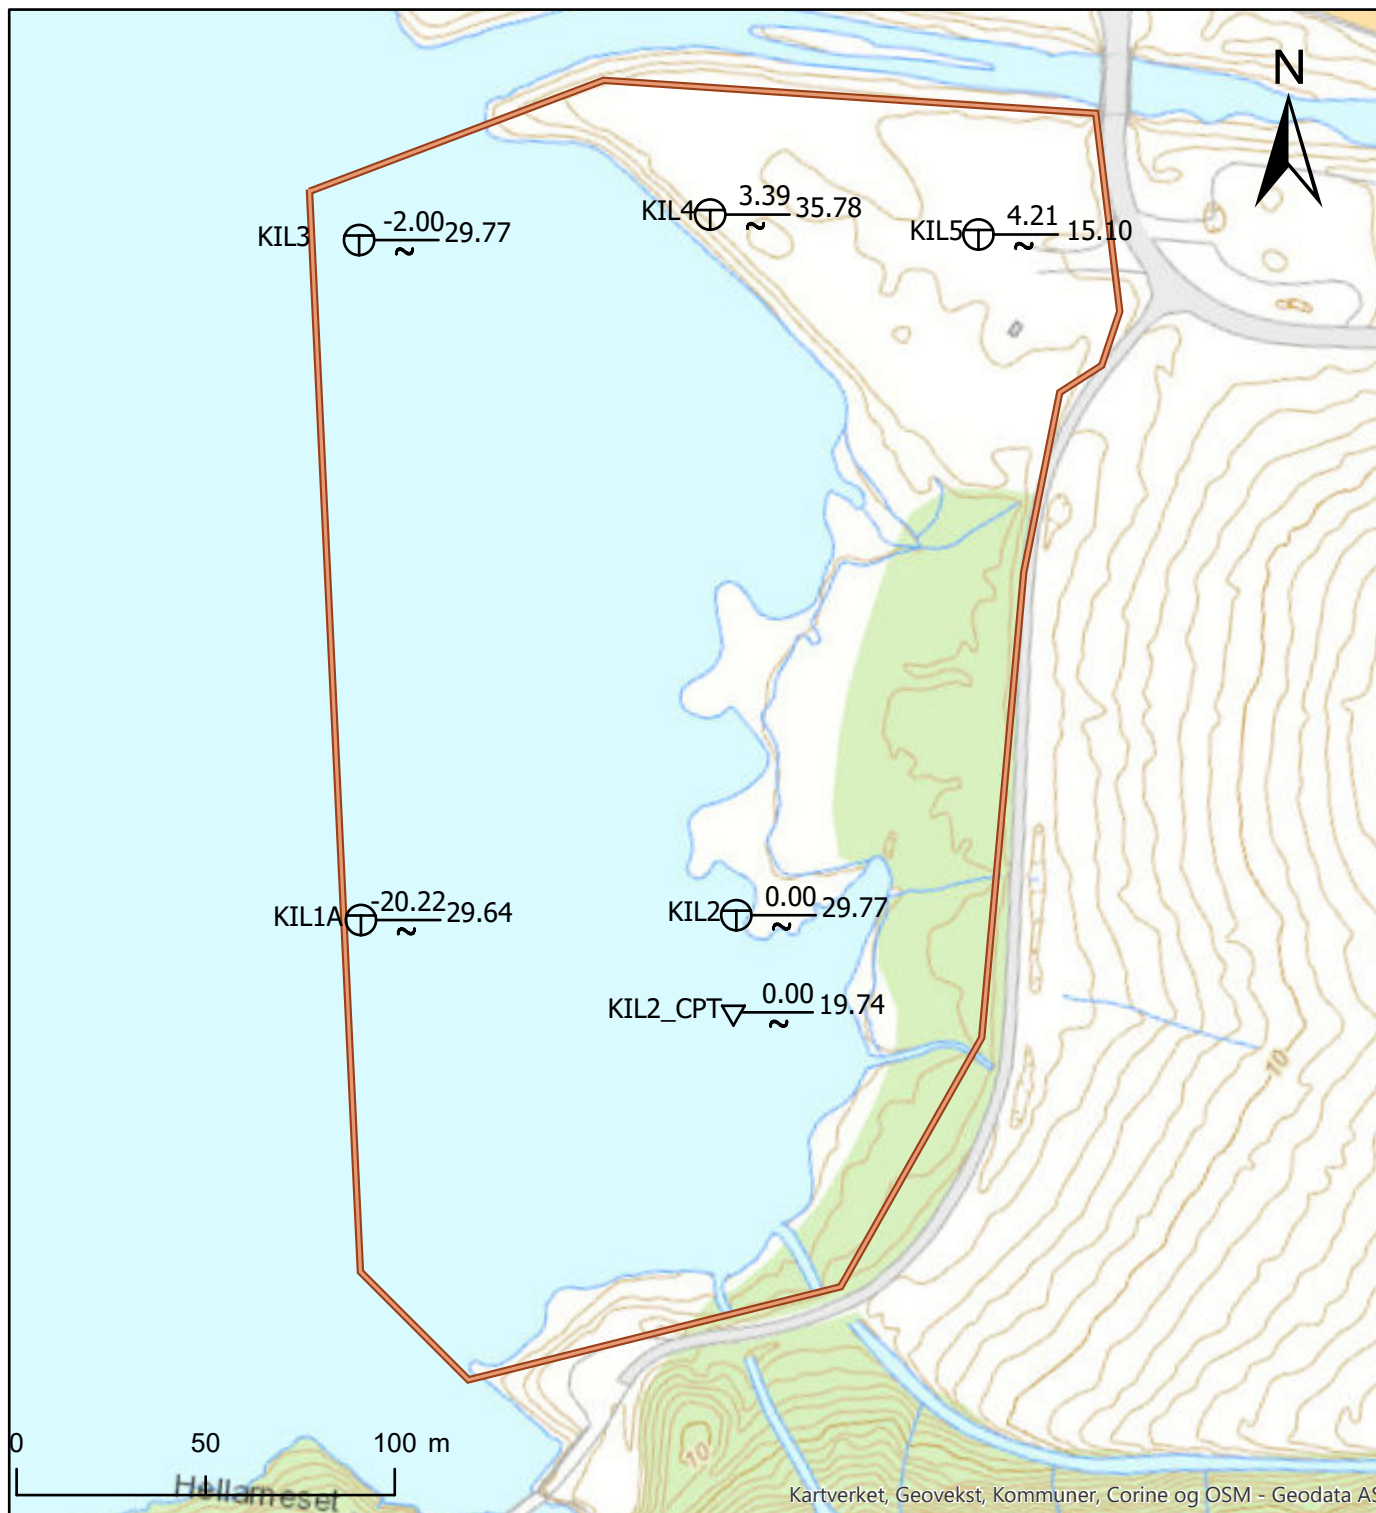 N
KIL3 -2.00 29.77
~
KIL4 3.39 35.78
~
KIL5 4.21 15.10
~
KIL1A -20.22 29.64
~
KIL2 0.00 29.77
~
KIL2_CPT 0.00 19.74
~
10
10
0 50 100 m
Hellarneset
Kartverket, Geovekst, Kommuner, Corine og OSM - Geodata AS